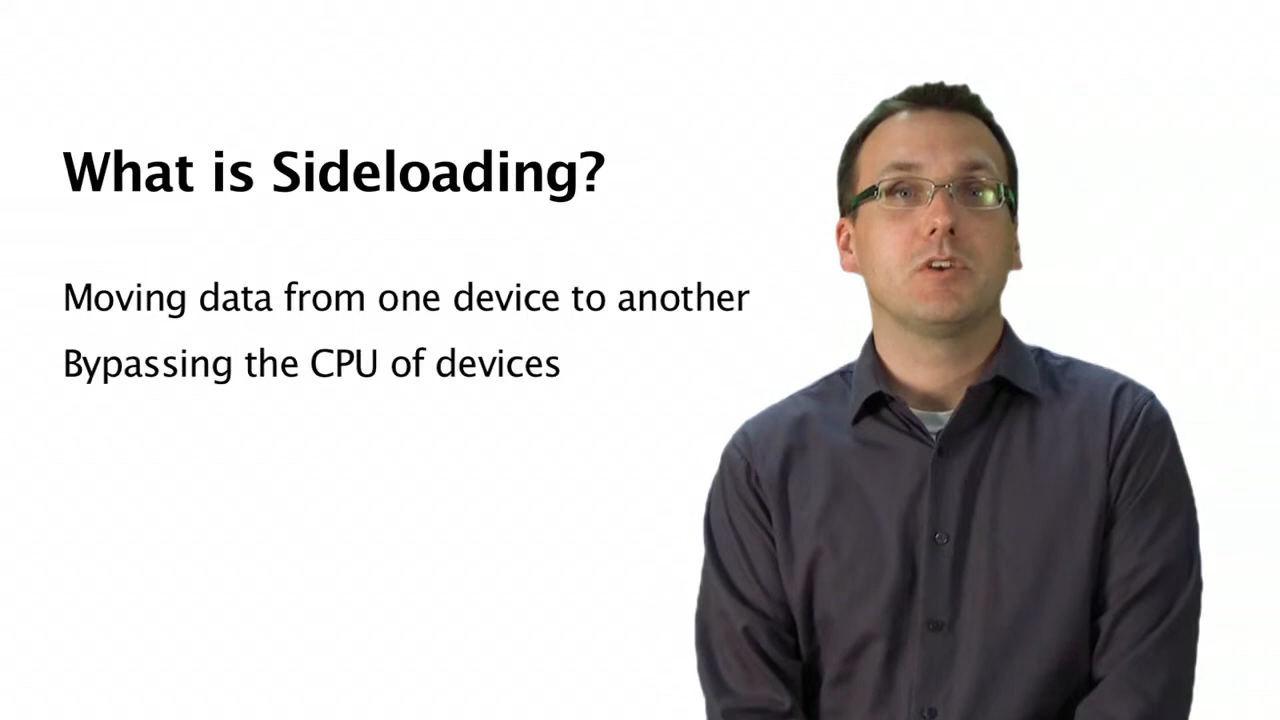 What is Sideloading?
Moving data from one device to another
Bypassing the CPU of devices